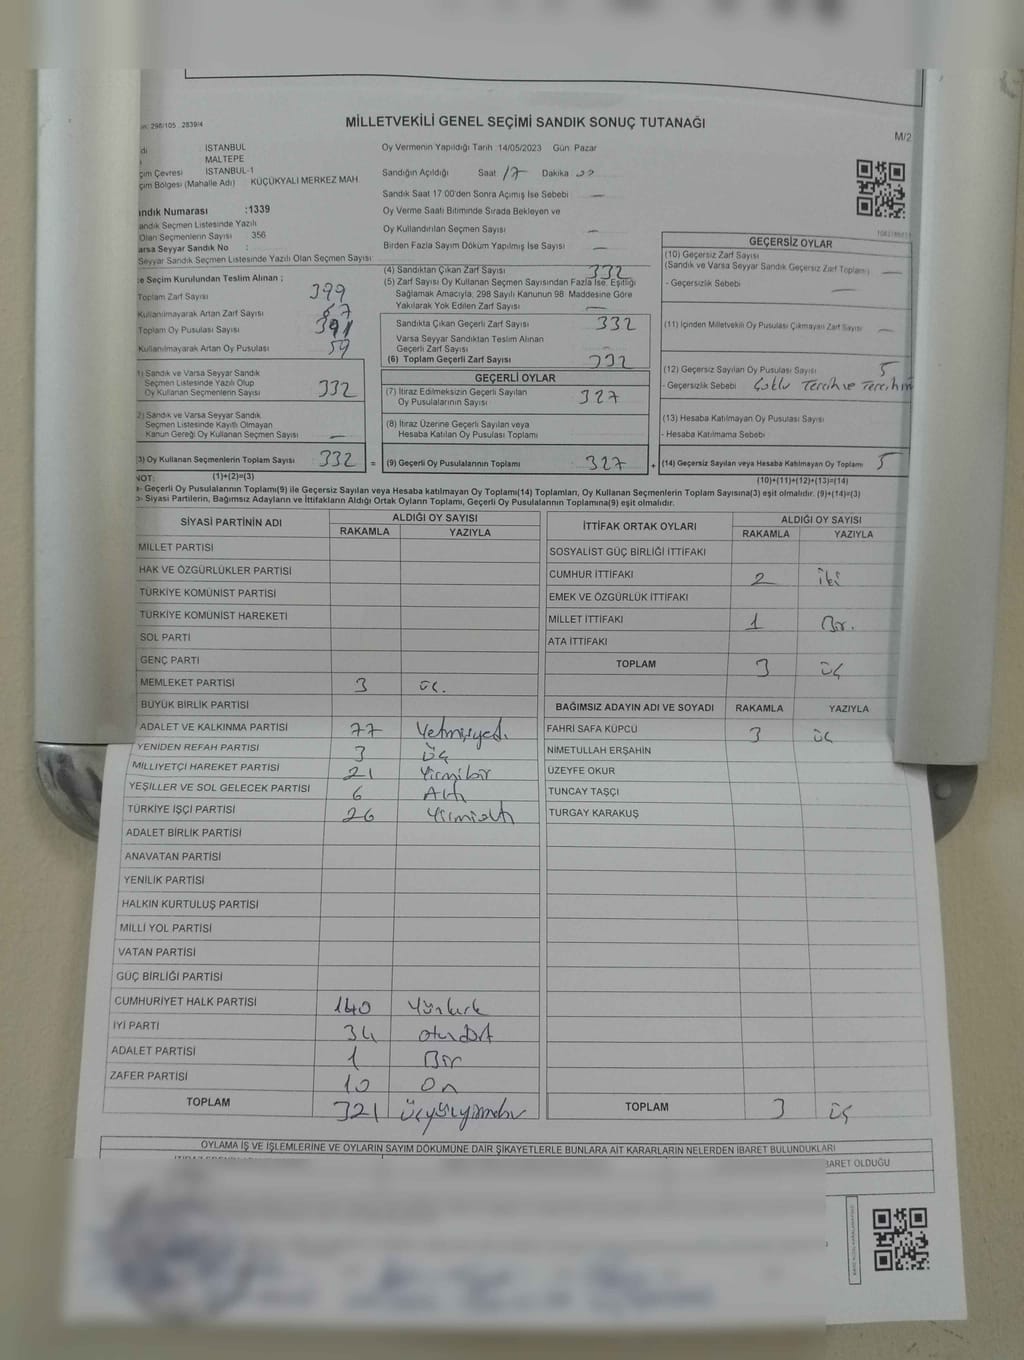 298/105 2839/4
MİLLETVEKİLİ GENEL SEÇİMİ SANDIK SONUÇ TUTANAĞI
M/2
İSTANBUL
Oy Vermenin Yapıldığı Tarih 14/05/2023 Gün: Pazar
MALTEPE
çim Çevresi İSTANBUL-1
Sandığın Açıldığı Saat 17 Dakika
çim Bölgesi (Mahalle Adı) KÜÇÜKYALI MERKEZ MAH.
Sandık Saat 17:00'den Sonra Açılmış İse Sebebi —
andık Numarası :1339
Oy Verme Saati Bitiminde Sırada Bekleyen ve
Oy Kullandırılan Seçmen Sayısı —
andık Seçmen Listesinde Yazılı
Olan Seçmenlerin Sayısı 356
Birden Fazla Sayım Döküm Yapılmış İse Sayısı —
arsa Seyyar Sandık No :
Seyyar Sandık Seçmen Listesinde Yazılı Olan Seçmen Sayısı
e Seçim Kurulundan Teslim Alınan ;
Toplam Zarf Sayısı 399
Kullanılmayarak Artan Zarf Sayısı 67
Toplam Oy Pusulası Sayısı 391
Kullanılmayarak Artan Oy Pusulası 59
1) Sandık ve Varsa Seyyar Sandık
Seçmen Listesinde Yazılı Olup
Oy Kullanan Seçmenlerin Sayısı 332
2) Sandık ve Varsa Seyyar Sandık
Seçmen Listesinde Kayıtlı Olmayan
Kanun Gereği Oy Kullanan Seçmen Sayısı —
3) Oy Kullanan Seçmenlerin Toplam Sayısı 332 =
(1)+(2)=(3)
(4) Sandıktan Çıkan Zarf Sayısı 332
(5) Zarf Sayısı Oy Kullanan Seçmen Sayısından Fazla İse, Eşitliği
Sağlamak Amacıyla, 298 Sayılı Kanunun 98. Maddesine Göre
Yakılarak Yok Edilen Zarf Sayısı —
Sandıkta Çıkan Geçerli Zarf Sayısı 332
Varsa Seyyar Sandıktan Teslim Alınan
Geçerli Zarf Sayısı
(6) Toplam Geçerli Zarf Sayısı 332
GEÇERLİ OYLAR
(7) İtiraz Edilmeksizin Geçerli Sayılan
Oy Pusulalarının Sayısı 327
(8) İtiraz Üzerine Geçerli Sayılan veya
Hesaba Katılan Oy Pusulası Toplamı
(9) Geçerli Oy Pusulalarının Toplamı 327 +
GEÇERSİZ OYLAR
(10) Geçersiz Zarf Sayısı
(Sandık ve Varsa Seyyar Sandık Geçersiz Zarf Toplamı) —
- Geçersizlik Sebebi —
(11) İçinden Milletvekili Oy Pusulası Çıkmayan Zarf Sayısı —
(12) Geçersiz Sayılan Oy Pusulası Sayısı 5
- Geçersizlik Sebebi Çoklu Tercih ve Tercihin
(13) Hesaba Katılmayan Oy Pusulası Sayısı
- Hesaba Katılmama Sebebi
(14) Geçersiz Sayılan veya Hesaba Katılmayan Oy Toplamı 5
(10)+(11)+(12)+(13)=(14)
NOT:
a- Geçerli Oy Pusulalarının Toplamı(9) ile Geçersiz Sayılan veya Hesaba katılmayan Oy Toplamı(14) Toplamları, Oy Kullanan Seçmenlerin Toplam Sayısına(3) eşit olmalıdır. (9)+(14)=(3)
b- Siyasi Partilerin, Bağımsız Adayların ve İttifakların Aldığı Ortak Oyların Toplamı, Geçerli Oy Pusulalarının Toplamına(9) eşit olmalıdır.
SİYASİ PARTİNİN ADI ALDIĞI OY SAYISI
RAKAMLA YAZIYLA
MİLLET PARTİSİ
HAK VE ÖZGÜRLÜKLER PARTİSİ
TÜRKİYE KOMÜNİST PARTİSİ
TÜRKİYE KOMÜNİST HAREKETİ
SOL PARTİ
GENÇ PARTİ
MEMLEKET PARTİSİ 3 üç.
BÜYÜK BİRLİK PARTİSİ
ADALET VE KALKINMA PARTİSİ 77 Yetmişyedi
YENİDEN REFAH PARTİSİ 3 üç
MİLLİYETÇİ HAREKET PARTİSİ 21 Yirmibir
YEŞİLLER VE SOL GELECEK PARTİSİ 6 Altı
TÜRKİYE İŞÇİ PARTİSİ 26 Yirmialtı
ADALET BİRLİK PARTİSİ
ANAVATAN PARTİSİ
YENİLİK PARTİSİ
HALKIN KURTULUŞ PARTİSİ
MİLLİ YOL PARTİSİ
VATAN PARTİSİ
GÜÇ BİRLİĞİ PARTİSİ
CUMHURİYET HALK PARTİSİ 140 Yüzkırk
İYİ PARTİ 34 otuzdört
ADALET PARTİSİ 1 Bir
ZAFER PARTİSİ 10 On
TOPLAM 321 üçyüzyirmibir
İTTİFAK ORTAK OYLARI ALDIĞI OY SAYISI
RAKAMLA YAZIYLA
SOSYALİST GÜÇ BİRLİĞİ İTTİFAKI
CUMHUR İTTİFAKI 2 iki
EMEK VE ÖZGÜRLÜK İTTİFAKI
MİLLET İTTİFAKI 1 Bir.
ATA İTTİFAKI
TOPLAM 3 üç
BAĞIMSIZ ADAYIN ADI VE SOYADI RAKAMLA YAZIYLA
FAHRİ SAFA KÜPCÜ 3 üç
NİMETULLAH ERŞAHİN
ÜZEYFE OKUR
TUNCAY TAŞÇI
TURGAY KARAKUŞ
TOPLAM 3 üç
OYLAMA İŞ VE İŞLEMLERİNE VE OYLARIN SAYIM DÖKÜMÜNE DAİR ŞİKAYETLERLE BUNLARA AİT KARARLARIN NELERDEN İBARET BULUNDUKLARI
BARET OLDUĞU